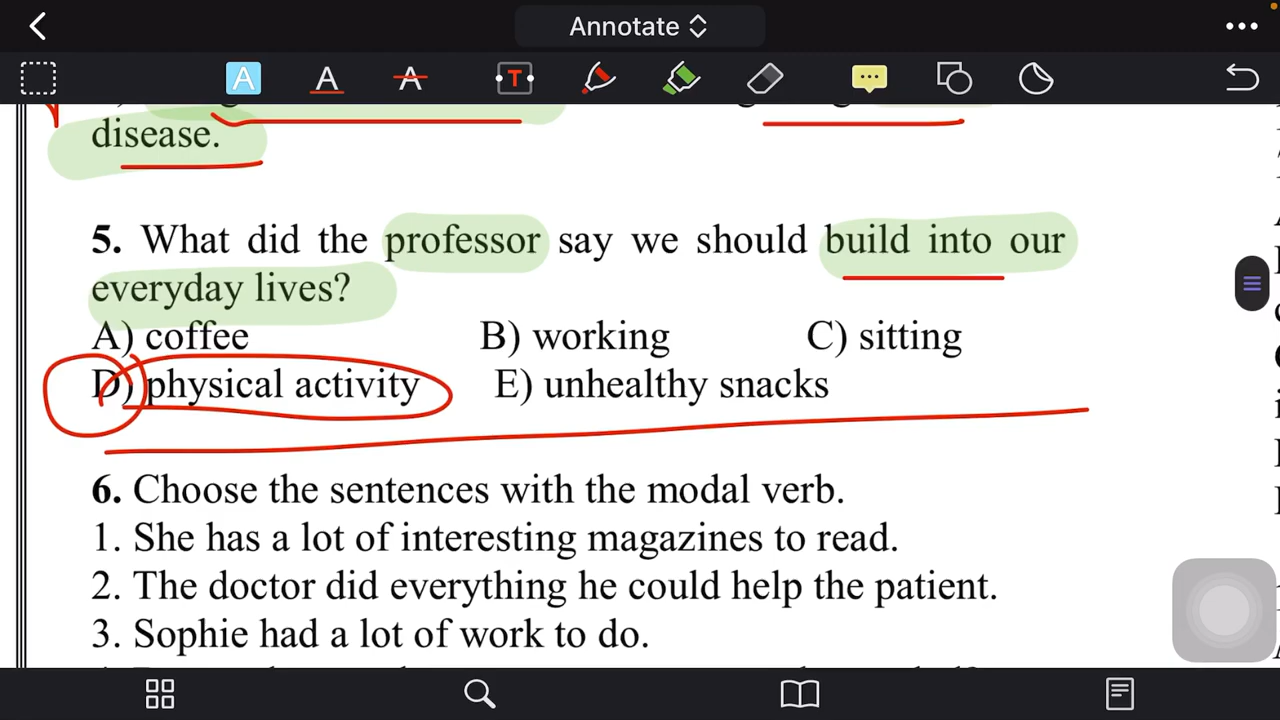 Annotate
disease.
5. What did the professor say we should build into our
everyday lives?
A) coffee B) working C) sitting
D) physical activity E) unhealthy snacks
6. Choose the sentences with the modal verb.
1. She has a lot of interesting magazines to read.
2. The doctor did everything he could help the patient.
3. Sophie had a lot of work to do.